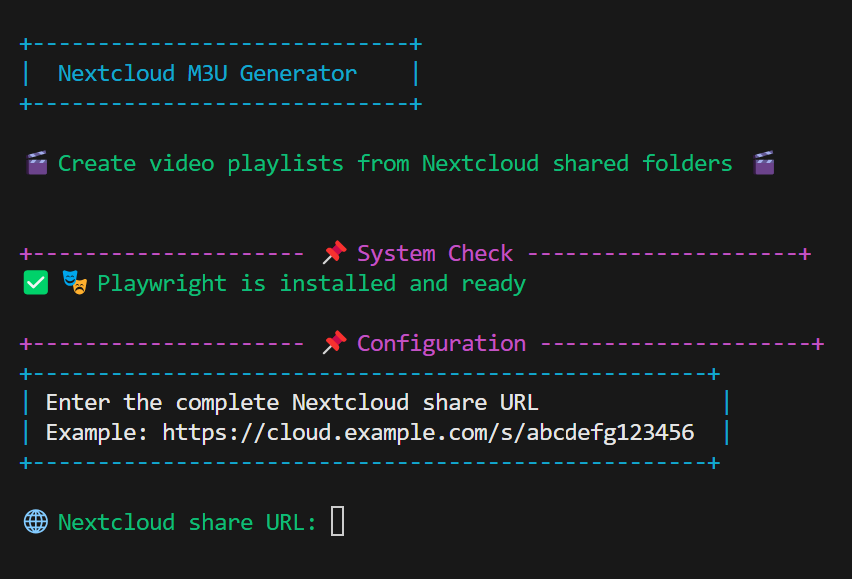 +-----------------------------+
|  Nextcloud M3U Generator    |
+-----------------------------+
🎬 Create video playlists from Nextcloud shared folders 🎬
+--------------------- 📌 System Check ---------------------+
✅ 🎭 Playwright is installed and ready
+--------------------- 📌 Configuration ---------------------+
+----------------------------------------------------+
| Enter the complete Nextcloud share URL              |
| Example: https://cloud.example.com/s/abcdefg123456  |
+----------------------------------------------------+
🌐 Nextcloud share URL: